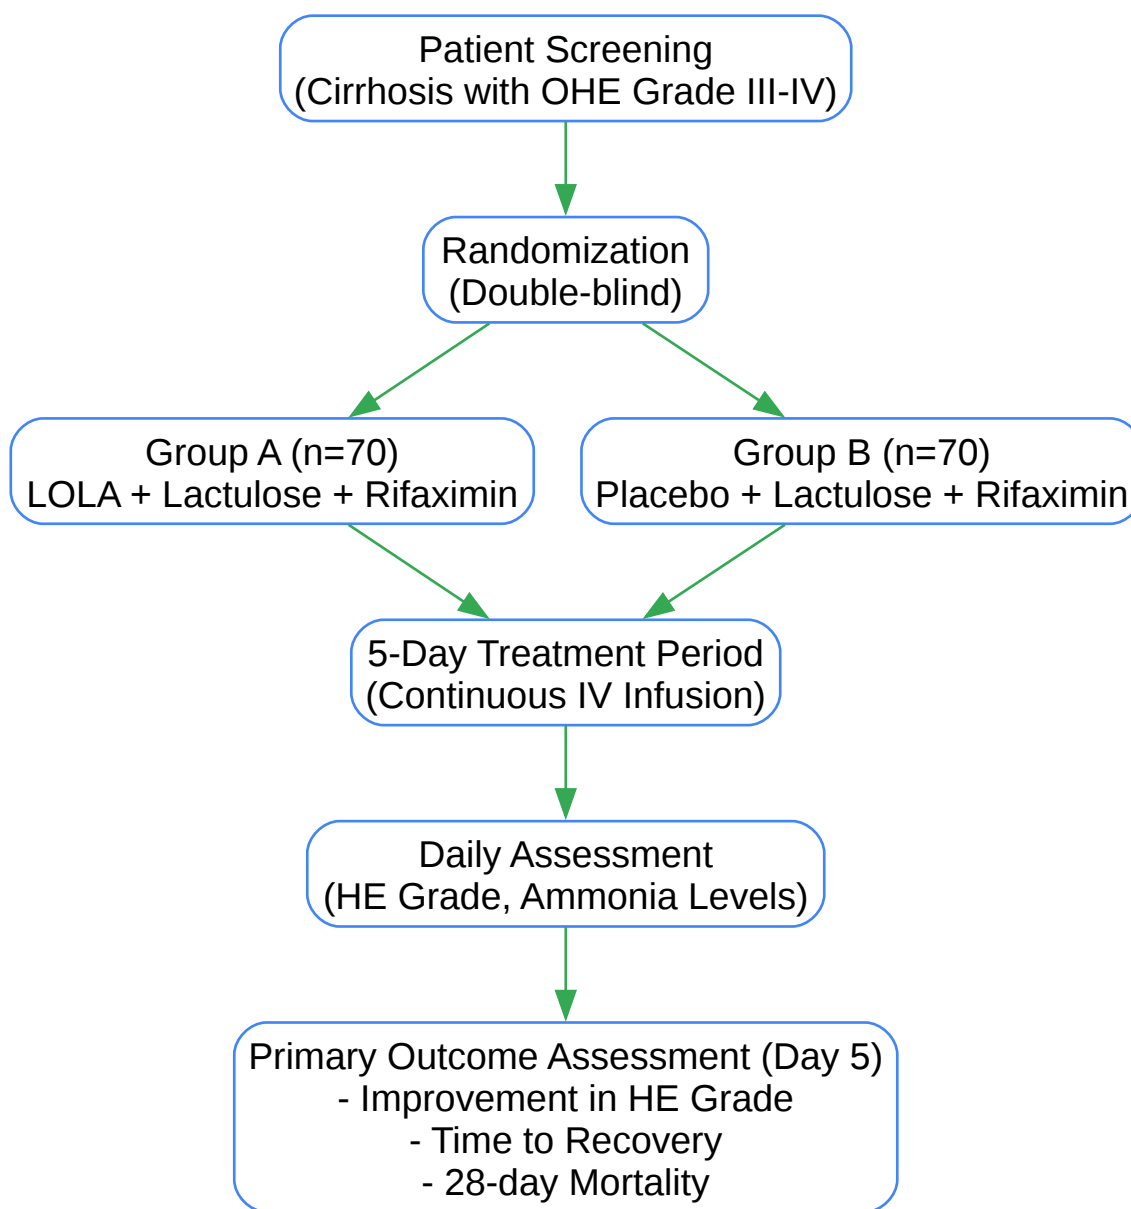 Patient Screening
(Cirrhosis with OHE Grade III-IV)
Randomization
(Double-blind)
Group A (n=70)
LOLA + Lactulose + Rifaximin
Group B (n=70)
Placebo + Lactulose + Rifaximin
5-Day Treatment Period
(Continuous IV Infusion)
Daily Assessment
(HE Grade, Ammonia Levels)
Primary Outcome Assessment (Day 5)
- Improvement in HE Grade
- Time to Recovery
- 28-day Mortality